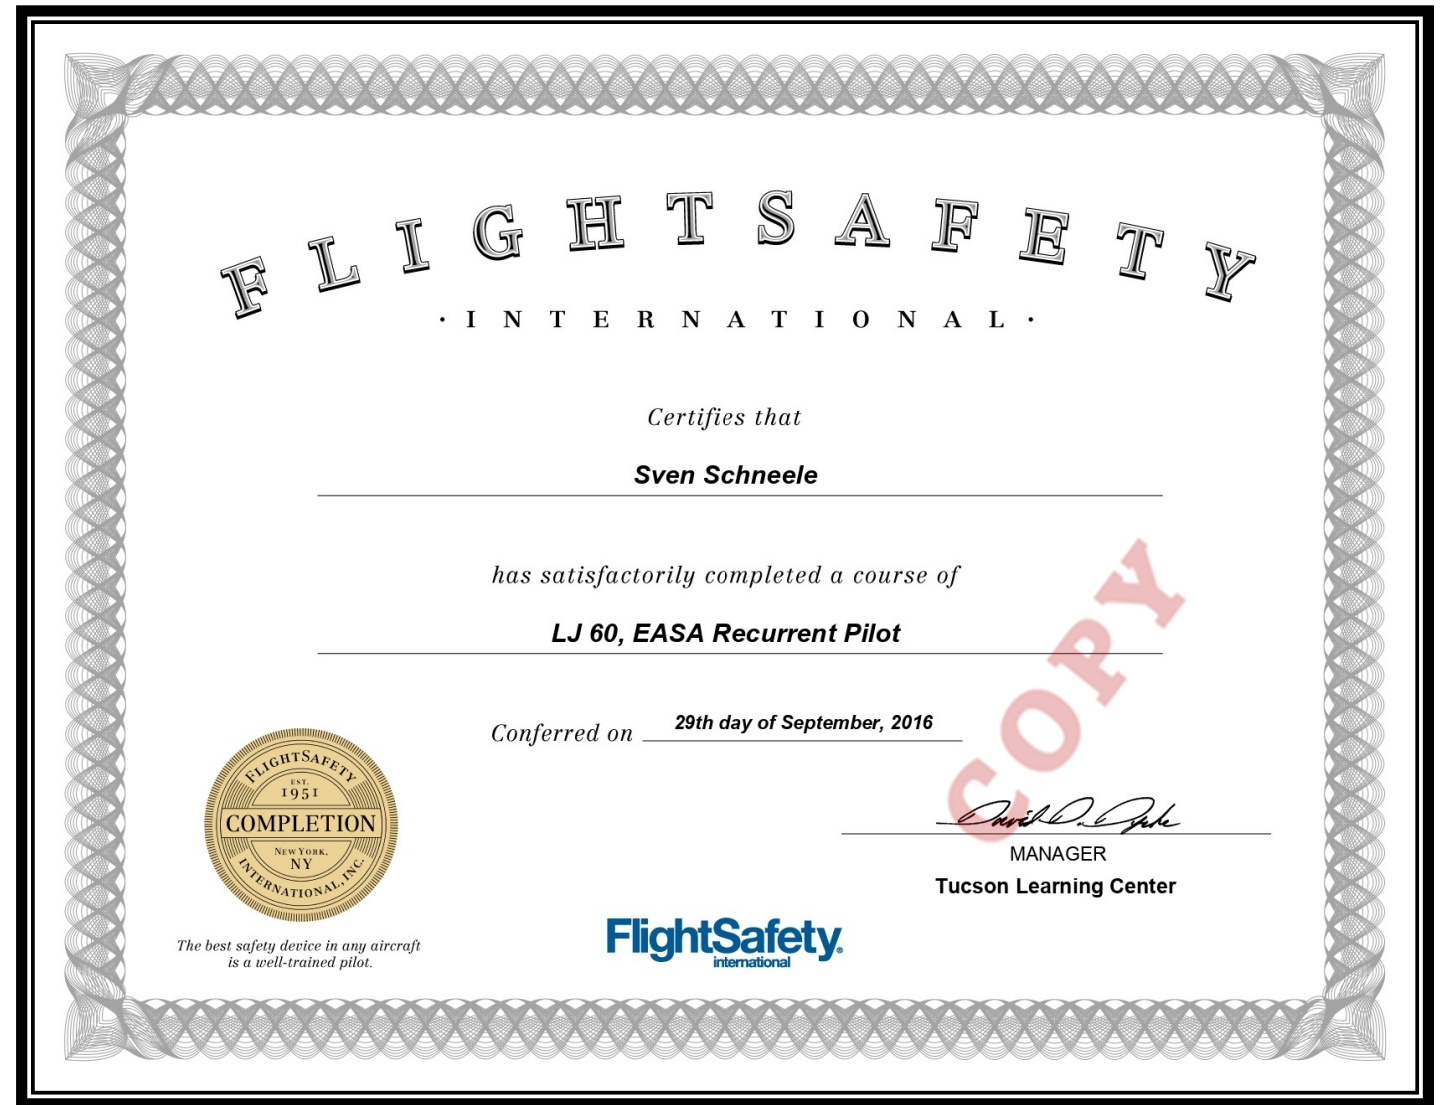 FLIGHTSAFETY
· INTERNATIONAL ·
Certifies that
Sven Schneele
has satisfactorily completed a course of
LJ 60, EASA Recurrent Pilot
Conferred on 29th day of September, 2016
COPY
FLIGHTSAFETY
EST.
1951
COMPLETION
NEW YORK,
NY
INTERNATIONAL, INC.
MANAGER
Tucson Learning Center
The best safety device in any aircraft
is a well-trained pilot.
FlightSafety
international